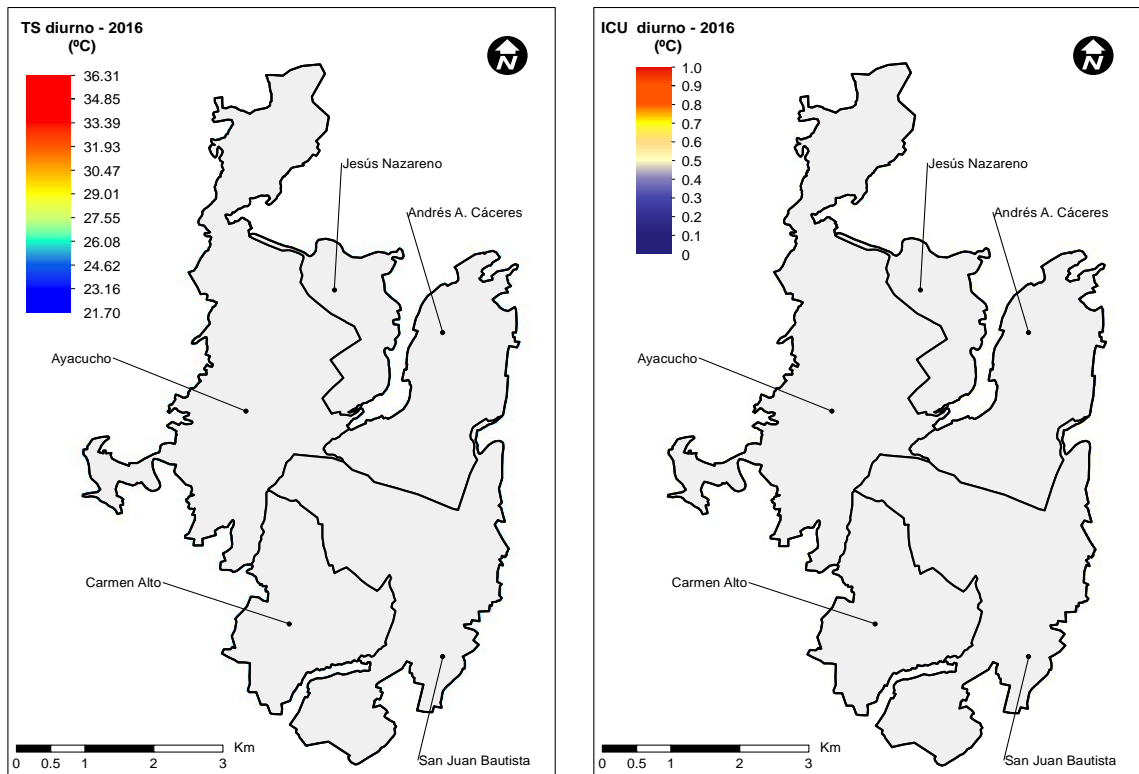 TS diurno - 2016
(ºC)
N
36.31
34.85
33.39
31.93
30.47
29.01
27.55
26.08
24.62
23.16
21.70
Jesús Nazareno
Andrés A. Cáceres
Ayacucho
Carmen Alto
San Juan Bautista
Km
0 0.5 1 2 3
ICU diurno - 2016
(ºC)
N
1.0
0.9
0.8
0.7
0.6
0.5
0.4
0.3
0.2
0.1
0
Jesús Nazareno
Andrés A. Cáceres
Ayacucho
Carmen Alto
San Juan Bautista
Km
0 0.5 1 2 3